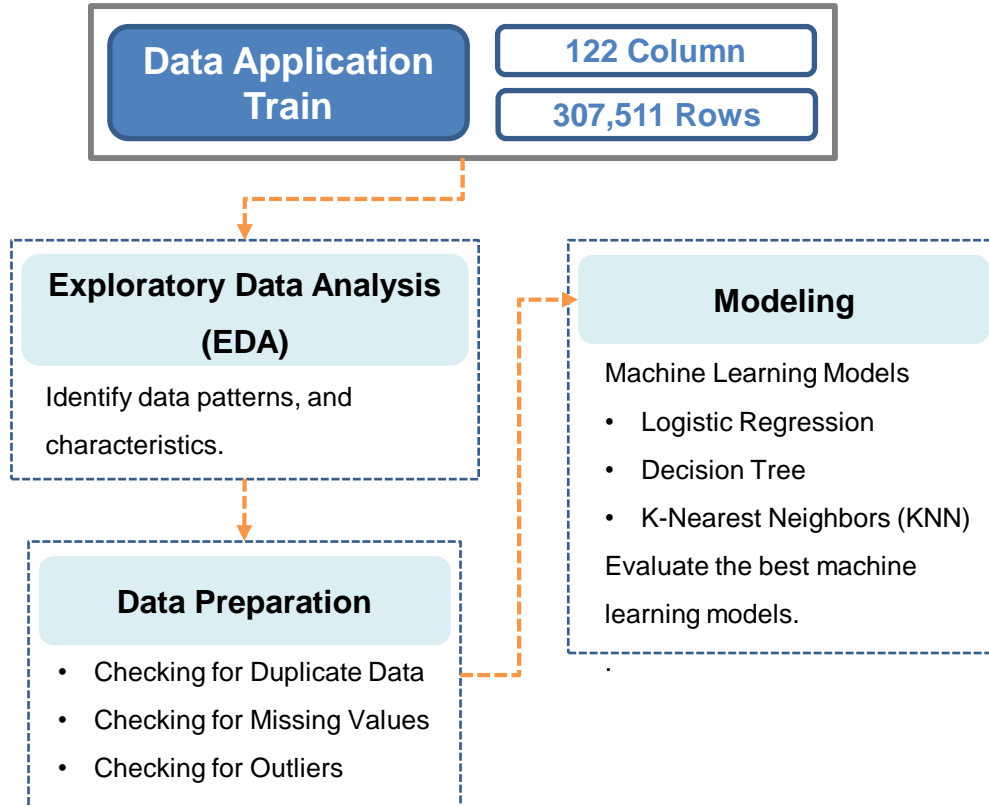 Data Application
Train
122 Column
307,511 Rows
Exploratory Data Analysis
(EDA)
Identify data patterns, and
characteristics.
Data Preparation
• Checking for Duplicate Data
• Checking for Missing Values
• Checking for Outliers
Modeling
Machine Learning Models
• Logistic Regression
• Decision Tree
• K-Nearest Neighbors (KNN)
Evaluate the best machine
learning models.
.